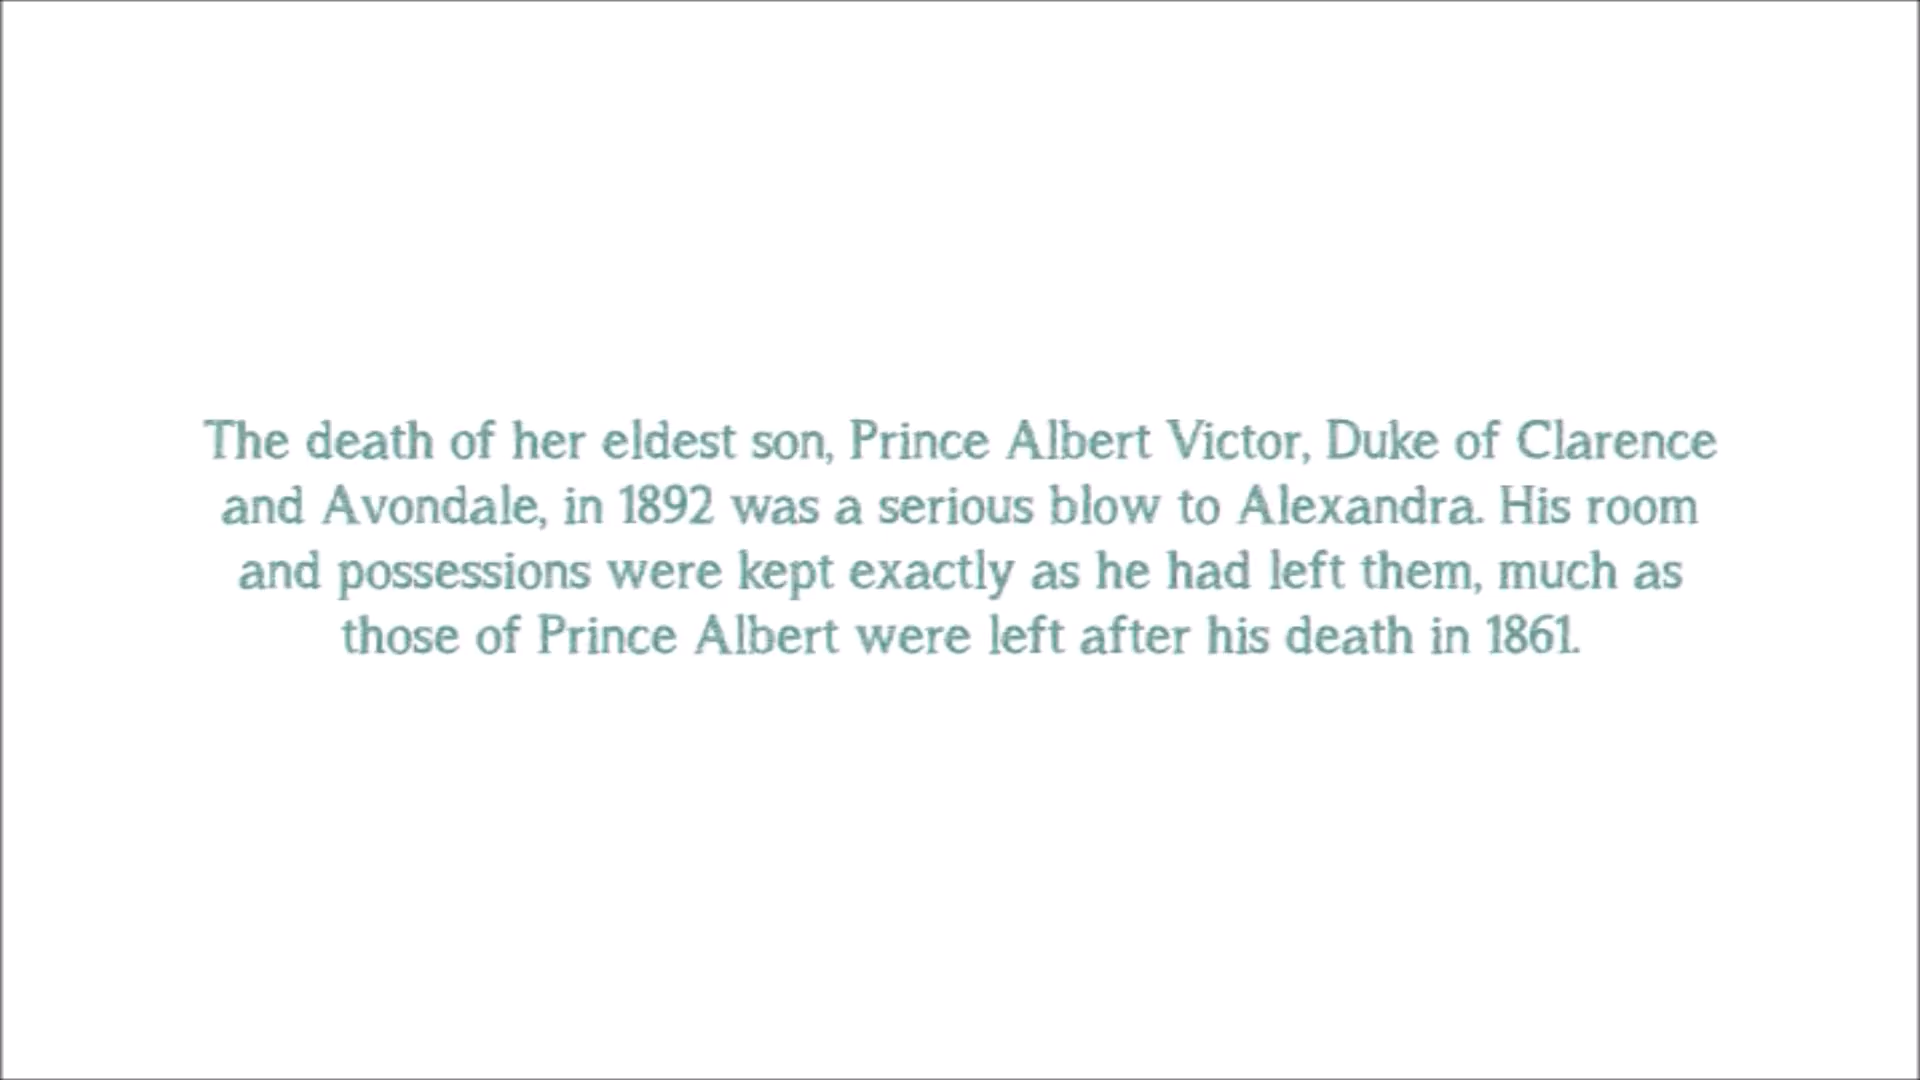 The death of her eldest son, Prince Albert Victor, Duke of Clarence
and Avondale, in 1892 was a serious blow to Alexandra. His room
and possessions were kept exactly as he had left them, much as
those of Prince Albert were left after his death in 1861.